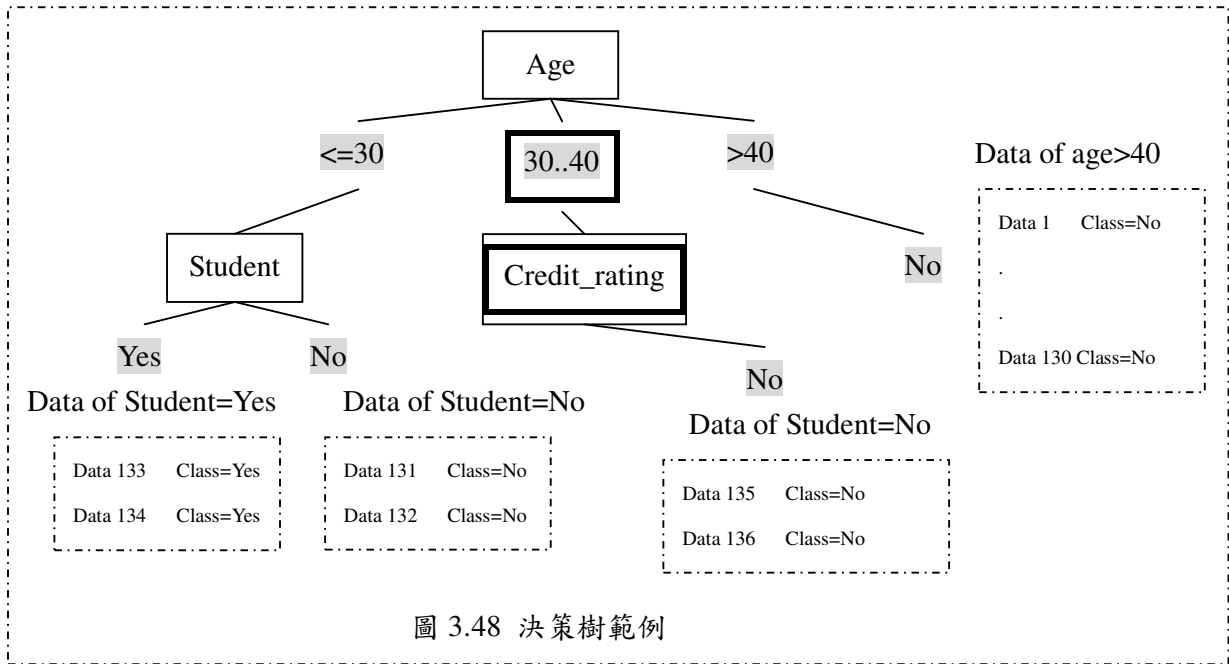 Age
<=30
30..40
>40
Data of age>40
Data 1 Class=No
.
.
Data 130 Class=No
Student
Credit_rating
No
Yes
No
No
Data of Student=Yes
Data of Student=No
Data of Student=No
Data 133 Class=Yes
Data 134 Class=Yes
Data 131 Class=No
Data 132 Class=No
Data 135 Class=No
Data 136 Class=No
圖 3.48 決策樹範例